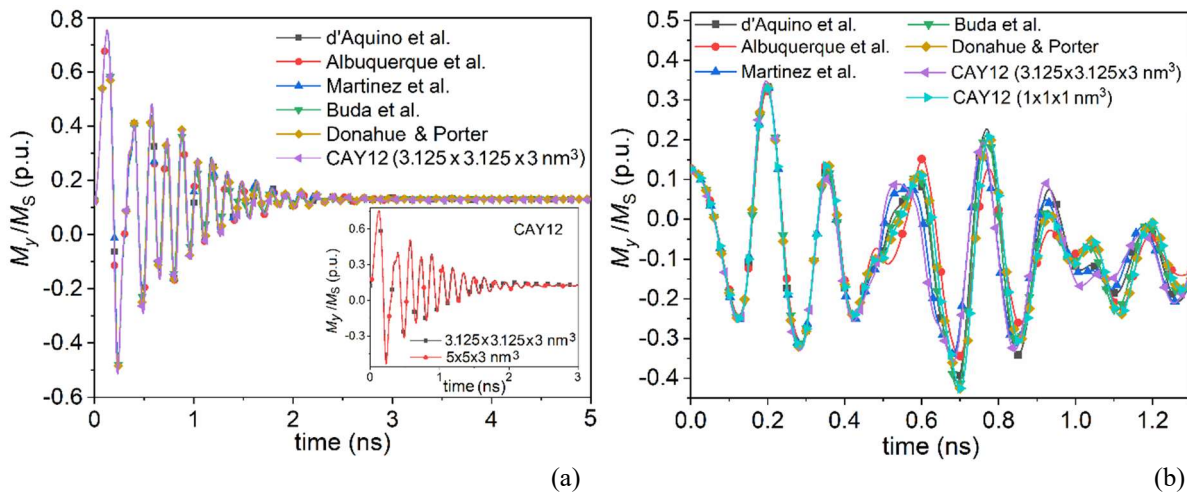 0.8
0.6
0.4
0.2
0.0
-0.2
-0.4
-0.6
M_y/M_S (p.u.)
d'Aquino et al.
Albuquerque et al.
Martinez et al.
Buda et al.
Donahue & Porter
CAY12 (3.125 x 3.125 x 3 nm³)
CAY12
0.6
0.3
0.0
-0.3
My/M_S (p.u.)
3.125x3.125x3 nm³
5x5x3 nm³
0 1 2 3
time (ns)
0 1 2 3 4 5
time (ns)
(a)
0.5
0.4
0.3
0.2
0.1
0.0
-0.1
-0.2
-0.3
-0.4
M_y/M_S (p.u.)
d'Aquino et al.
Albuquerque et al.
Martinez et al.
Buda et al.
Donahue & Porter
CAY12 (3.125x3.125x3 nm³)
CAY12 (1x1x1 nm³)
0.0 0.2 0.4 0.6 0.8 1.0 1.2
time (ns)
(b)